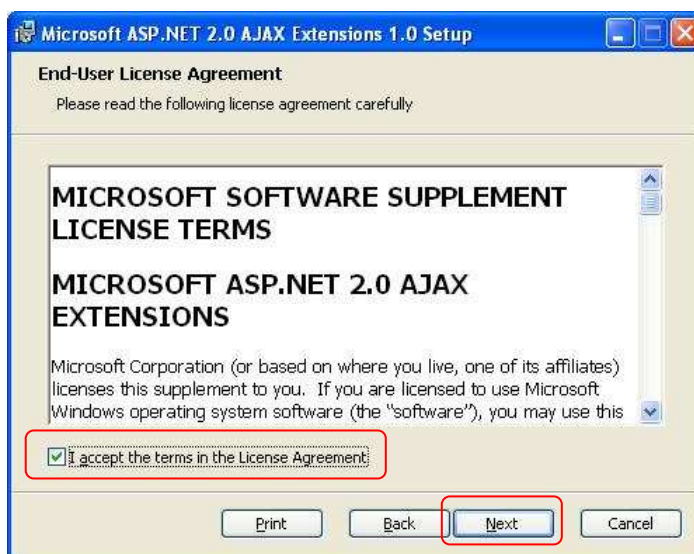 Microsoft ASP.NET 2.0 AJAX Extensions 1.0 Setup
End-User License Agreement
Please read the following license agreement carefully
MICROSOFT SOFTWARE SUPPLEMENT
LICENSE TERMS
MICROSOFT ASP.NET 2.0 AJAX
EXTENSIONS
Microsoft Corporation (or based on where you live, one of its affiliates)
licenses this supplement to you.  If you are licensed to use Microsoft
Windows operating system software (the "software"), you may use this
I accept the terms in the License Agreement
Print Back Next Cancel